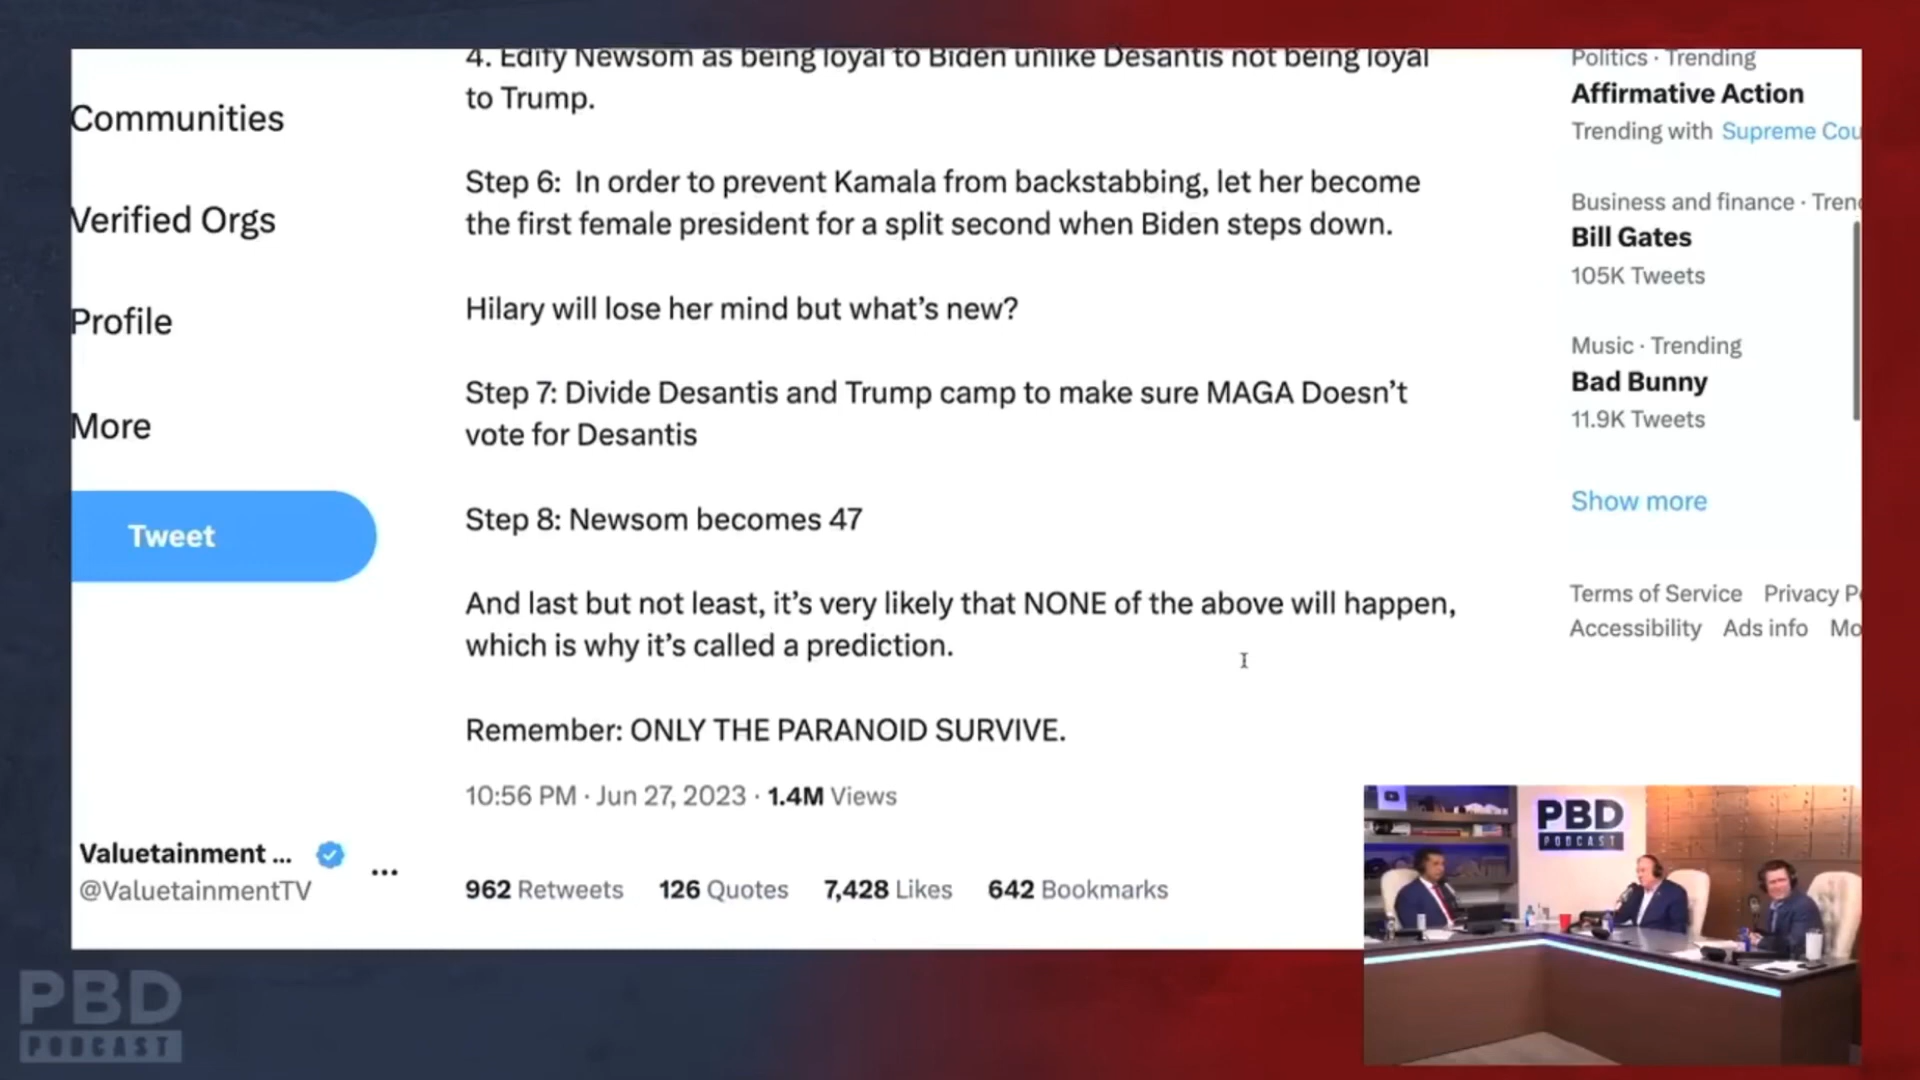 4. Edify Newsom as being loyal to Biden unlike Desantis not being loyal
to Trump.
Step 6: In order to prevent Kamala from backstabbing, let her become
the first female president for a split second when Biden steps down.
Hilary will lose her mind but what's new?
Step 7: Divide Desantis and Trump camp to make sure MAGA Doesn't
vote for Desantis
Step 8: Newsom becomes 47
And last but not least, it's very likely that NONE of the above will happen,
which is why it's called a prediction.
Remember: ONLY THE PARANOID SURVIVE.
10:56 PM · Jun 27, 2023 · 1.4M Views
962 Retweets 126 Quotes 7,428 Likes 642 Bookmarks
Communities
Verified Orgs
Profile
More
Tweet
Valuetainment ...
@ValuetainmentTV
...
Politics · Trending
Affirmative Action
Trending with Supreme Cou
Business and finance · Tren
Bill Gates
105K Tweets
Music · Trending
Bad Bunny
11.9K Tweets
Show more
Terms of Service Privacy P
Accessibility Ads info Mo
PBD
PODCAST
PBD
PODCAST